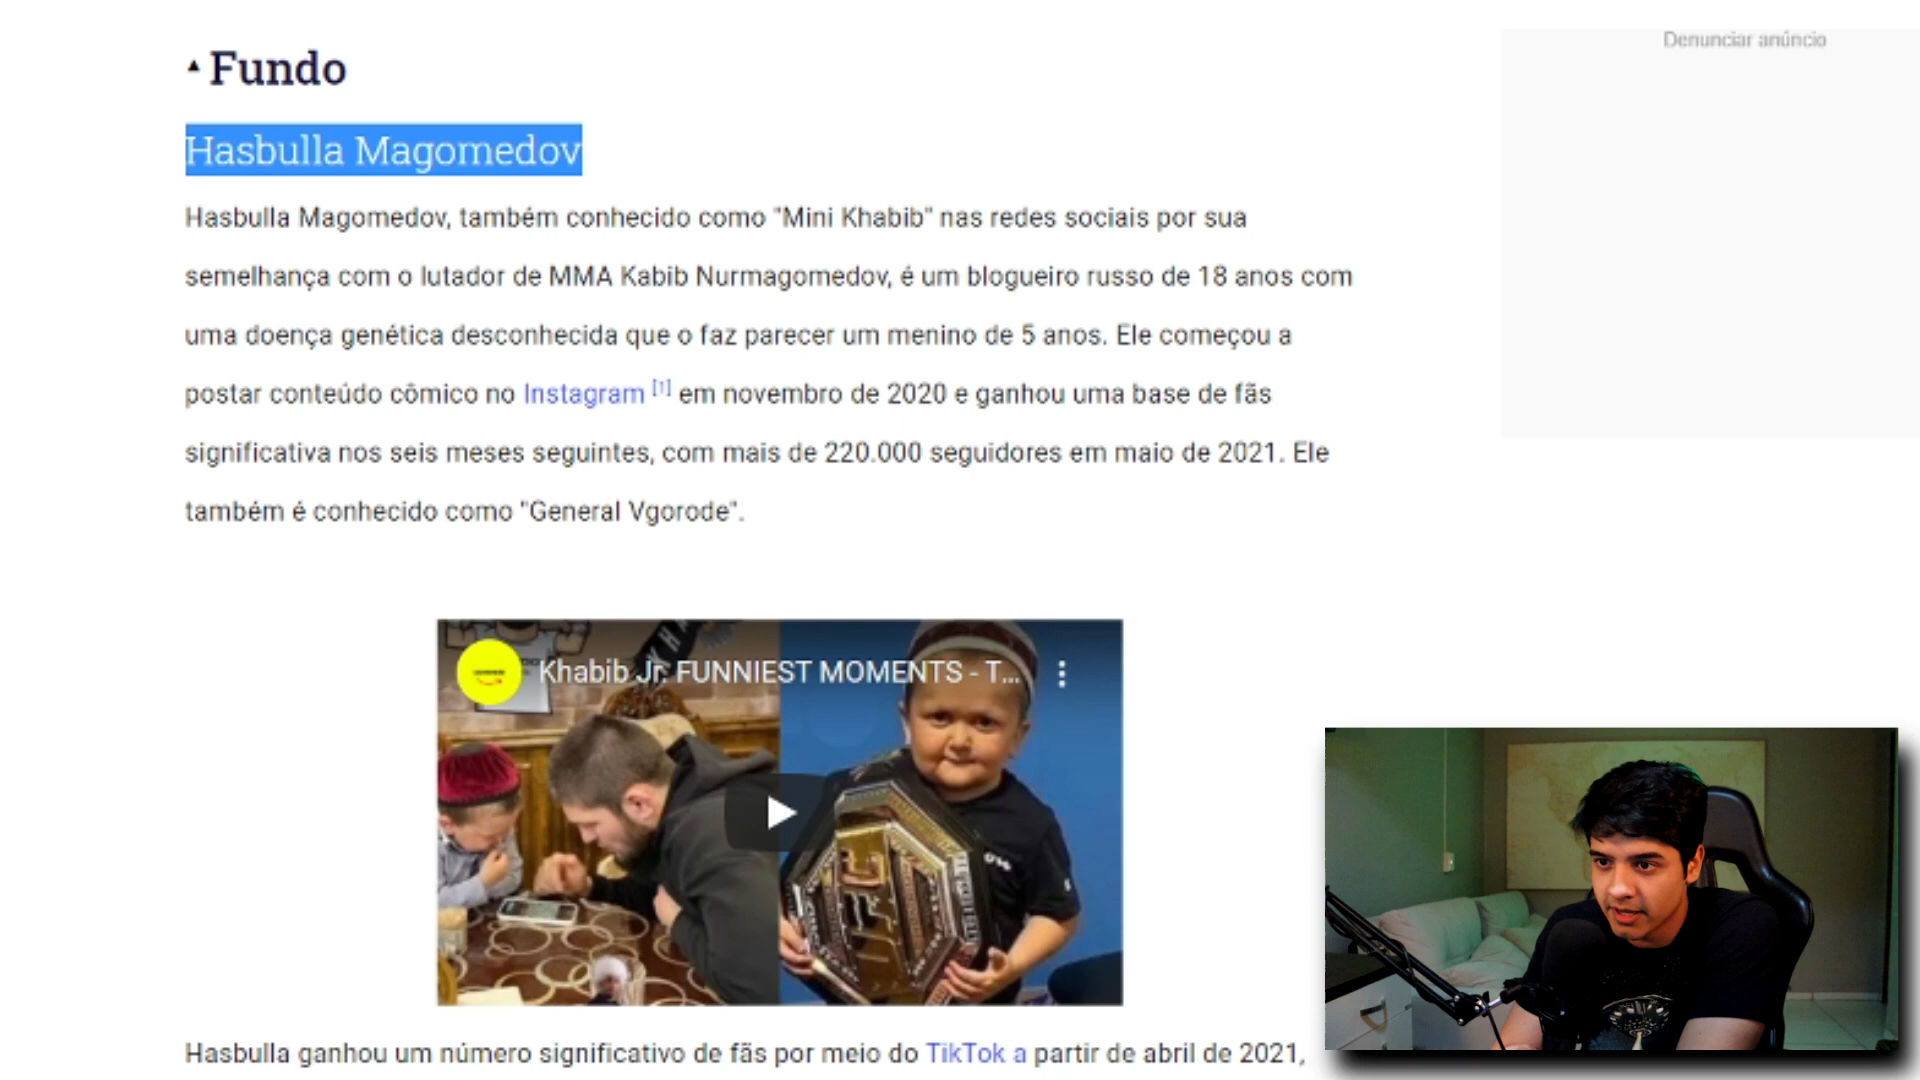 Denunciar anúncio
Fundo
Hasbulla Magomedov
Hasbulla Magomedov, também conhecido como "Mini Khabib" nas redes sociais por sua
semelhança com o lutador de MMA Kabib Nurmagomedov, é um blogueiro russo de 18 anos com
uma doença genética desconhecida que o faz parecer um menino de 5 anos. Ele começou a
postar conteúdo cômico no Instagram [1] em novembro de 2020 e ganhou uma base de fãs
significativa nos seis meses seguintes, com mais de 220.000 seguidores em maio de 2021. Ele
também é conhecido como "General Vgorode".
Khabib Jr. FUNNIEST MOMENTS - T...
Hasbulla ganhou um número significativo de fãs por meio do TikTok a partir de abril de 2021,